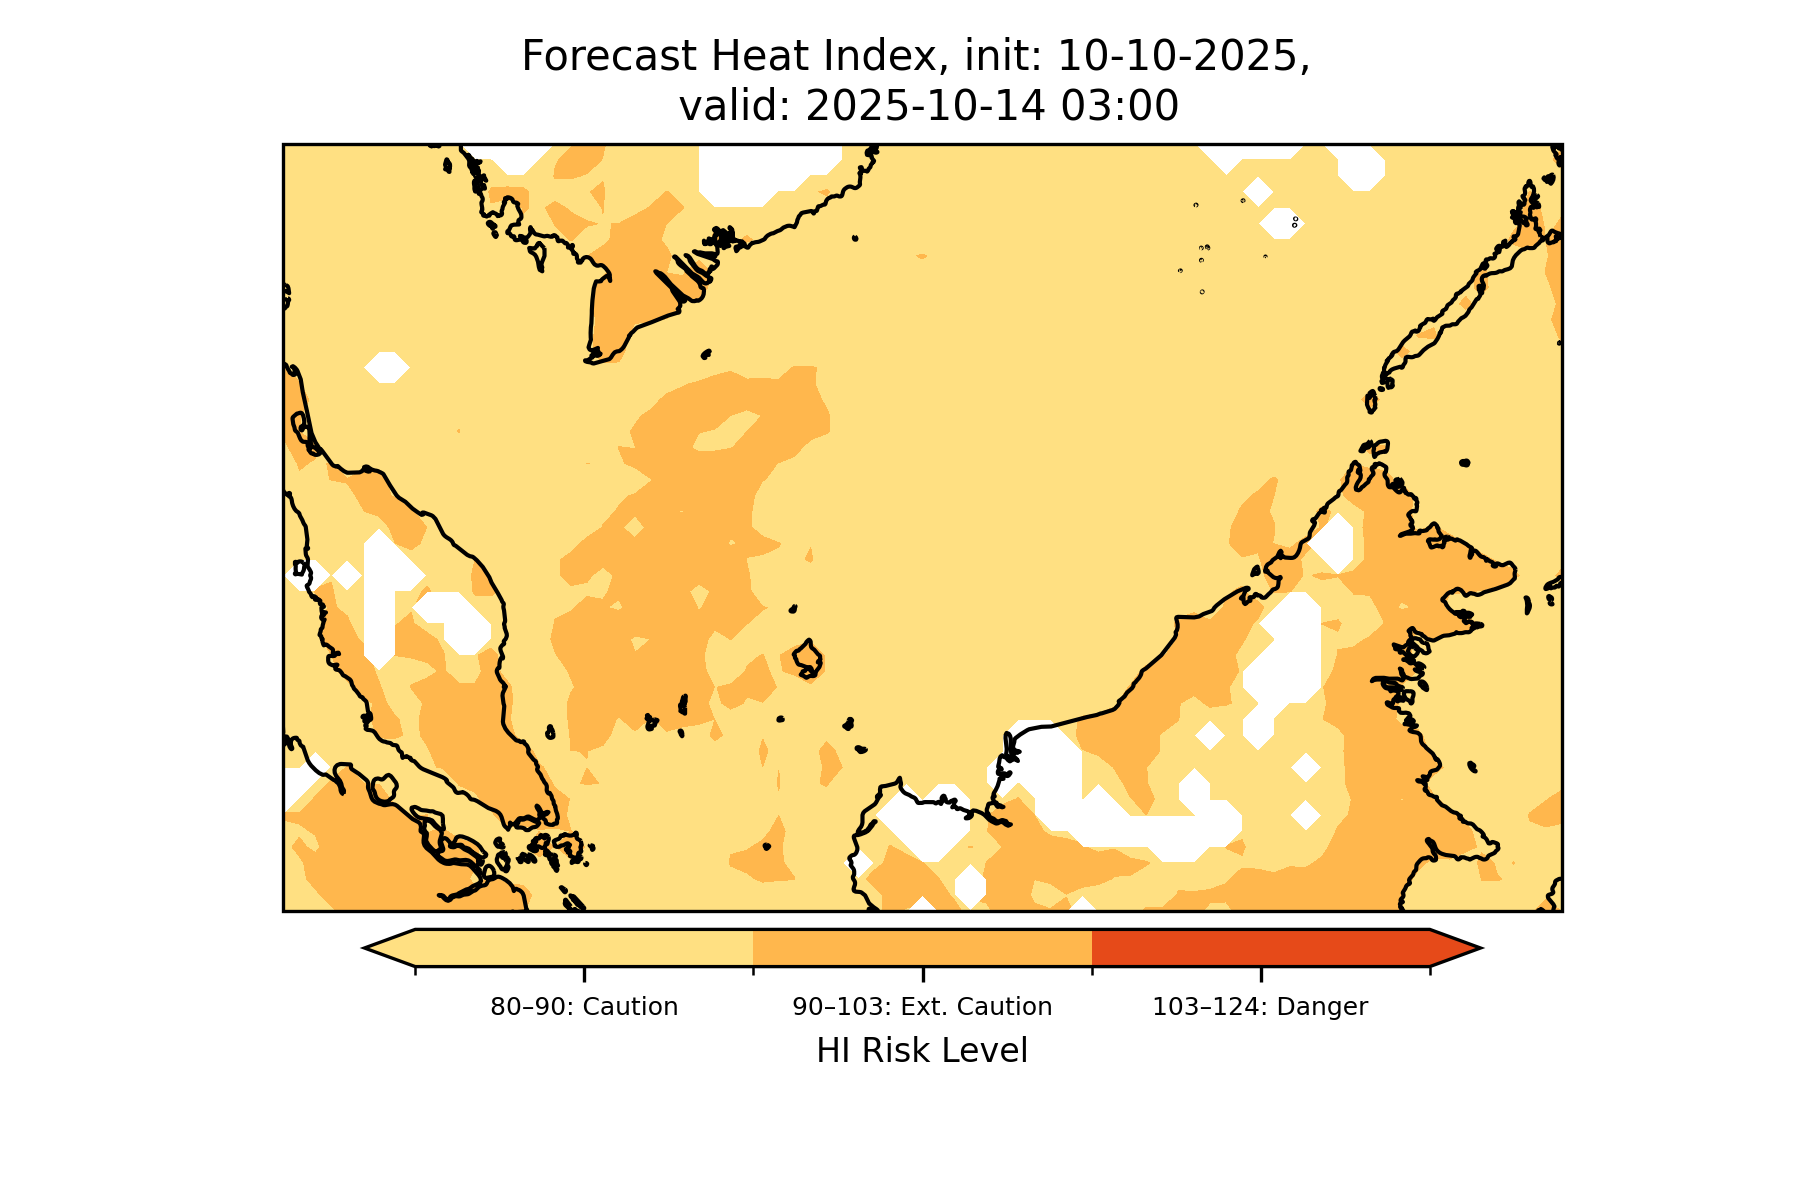 Forecast Heat Index, init: 10-10-2025,
valid: 2025-10-14 03:00
80–90: Caution
90–103: Ext. Caution
103–124: Danger
HI Risk Level